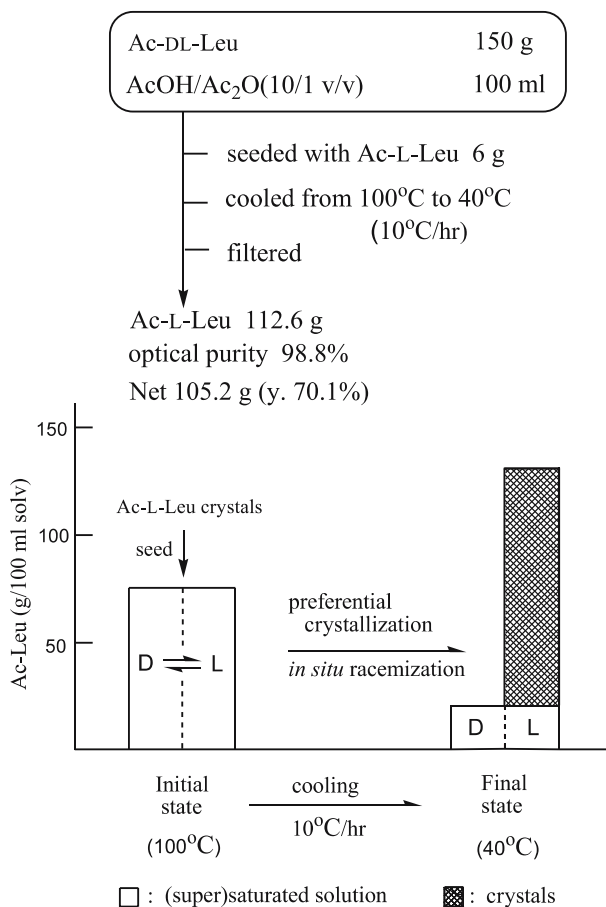 Ac-DL-Leu 150 g
AcOH/Ac₂O(10/1 v/v) 100 ml
seeded with Ac-L-Leu 6 g
cooled from 100°C to 40°C
(10°C/hr)
filtered
Ac-L-Leu 112.6 g
optical purity 98.8%
Net 105.2 g (y. 70.1%)
Ac-Leu (g/100 ml solv)
150
100
50
Ac-L-Leu crystals
seed
D L
preferential
crystallization
in situ racemization
D L
Initial
state
(100°C)
cooling
10°C/hr
Final
state
(40°C)
: (super)saturated solution : crystals